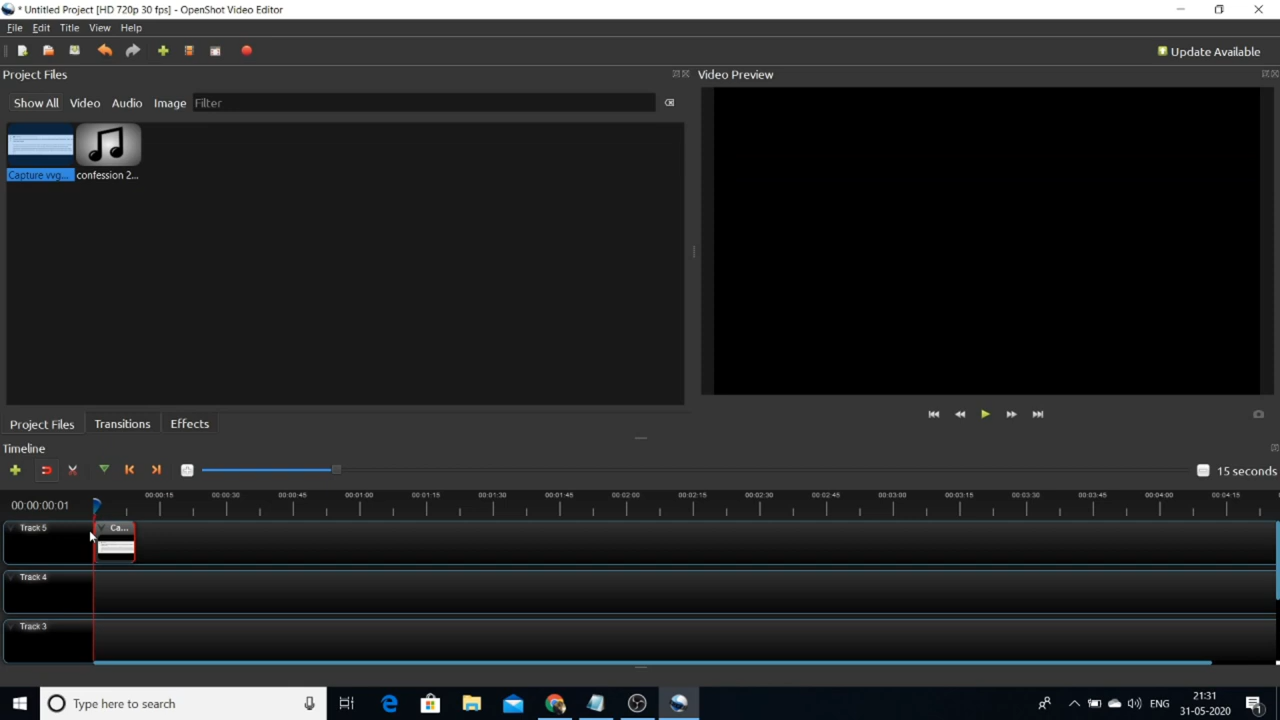 * Untitled Project [HD 720p 30 fps] - OpenShot Video Editor
File Edit Title View Help
Update Available
Project Files
Video Preview
Show All Video Audio Image Filter
Capture vvg... confession 2...
Project Files Transitions Effects
Timeline
15 seconds
00:00:00:01 00:00:15 00:00:30 00:00:45 00:01:00 00:01:15 00:01:30 00:01:45 00:02:00 00:02:15 00:02:30 00:02:45 00:03:00 00:03:15 00:03:30 00:03:45 00:04:00 00:04:15
Track 5 Ca...
Track 4
Track 3
Type here to search
ENG
21:31
31-05-2020
1